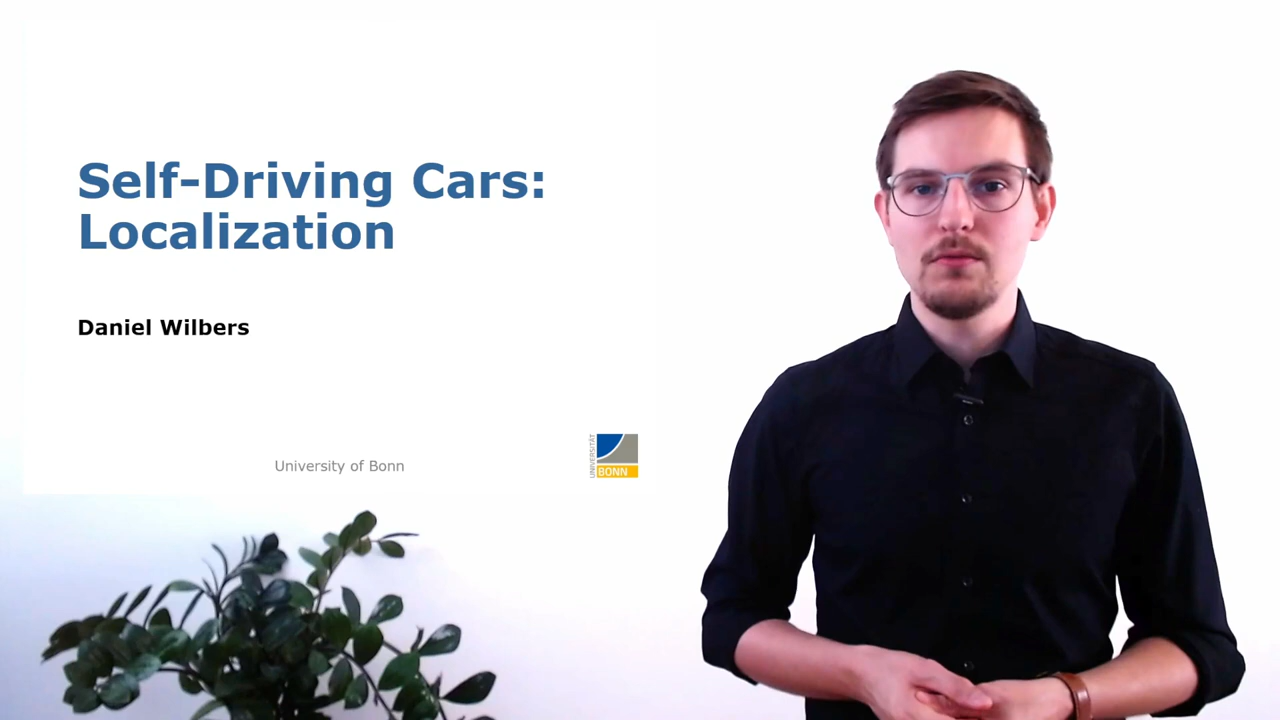 Self-Driving Cars:
Localization
Daniel Wilbers
University of Bonn
UNIVERSITÄT
BONN